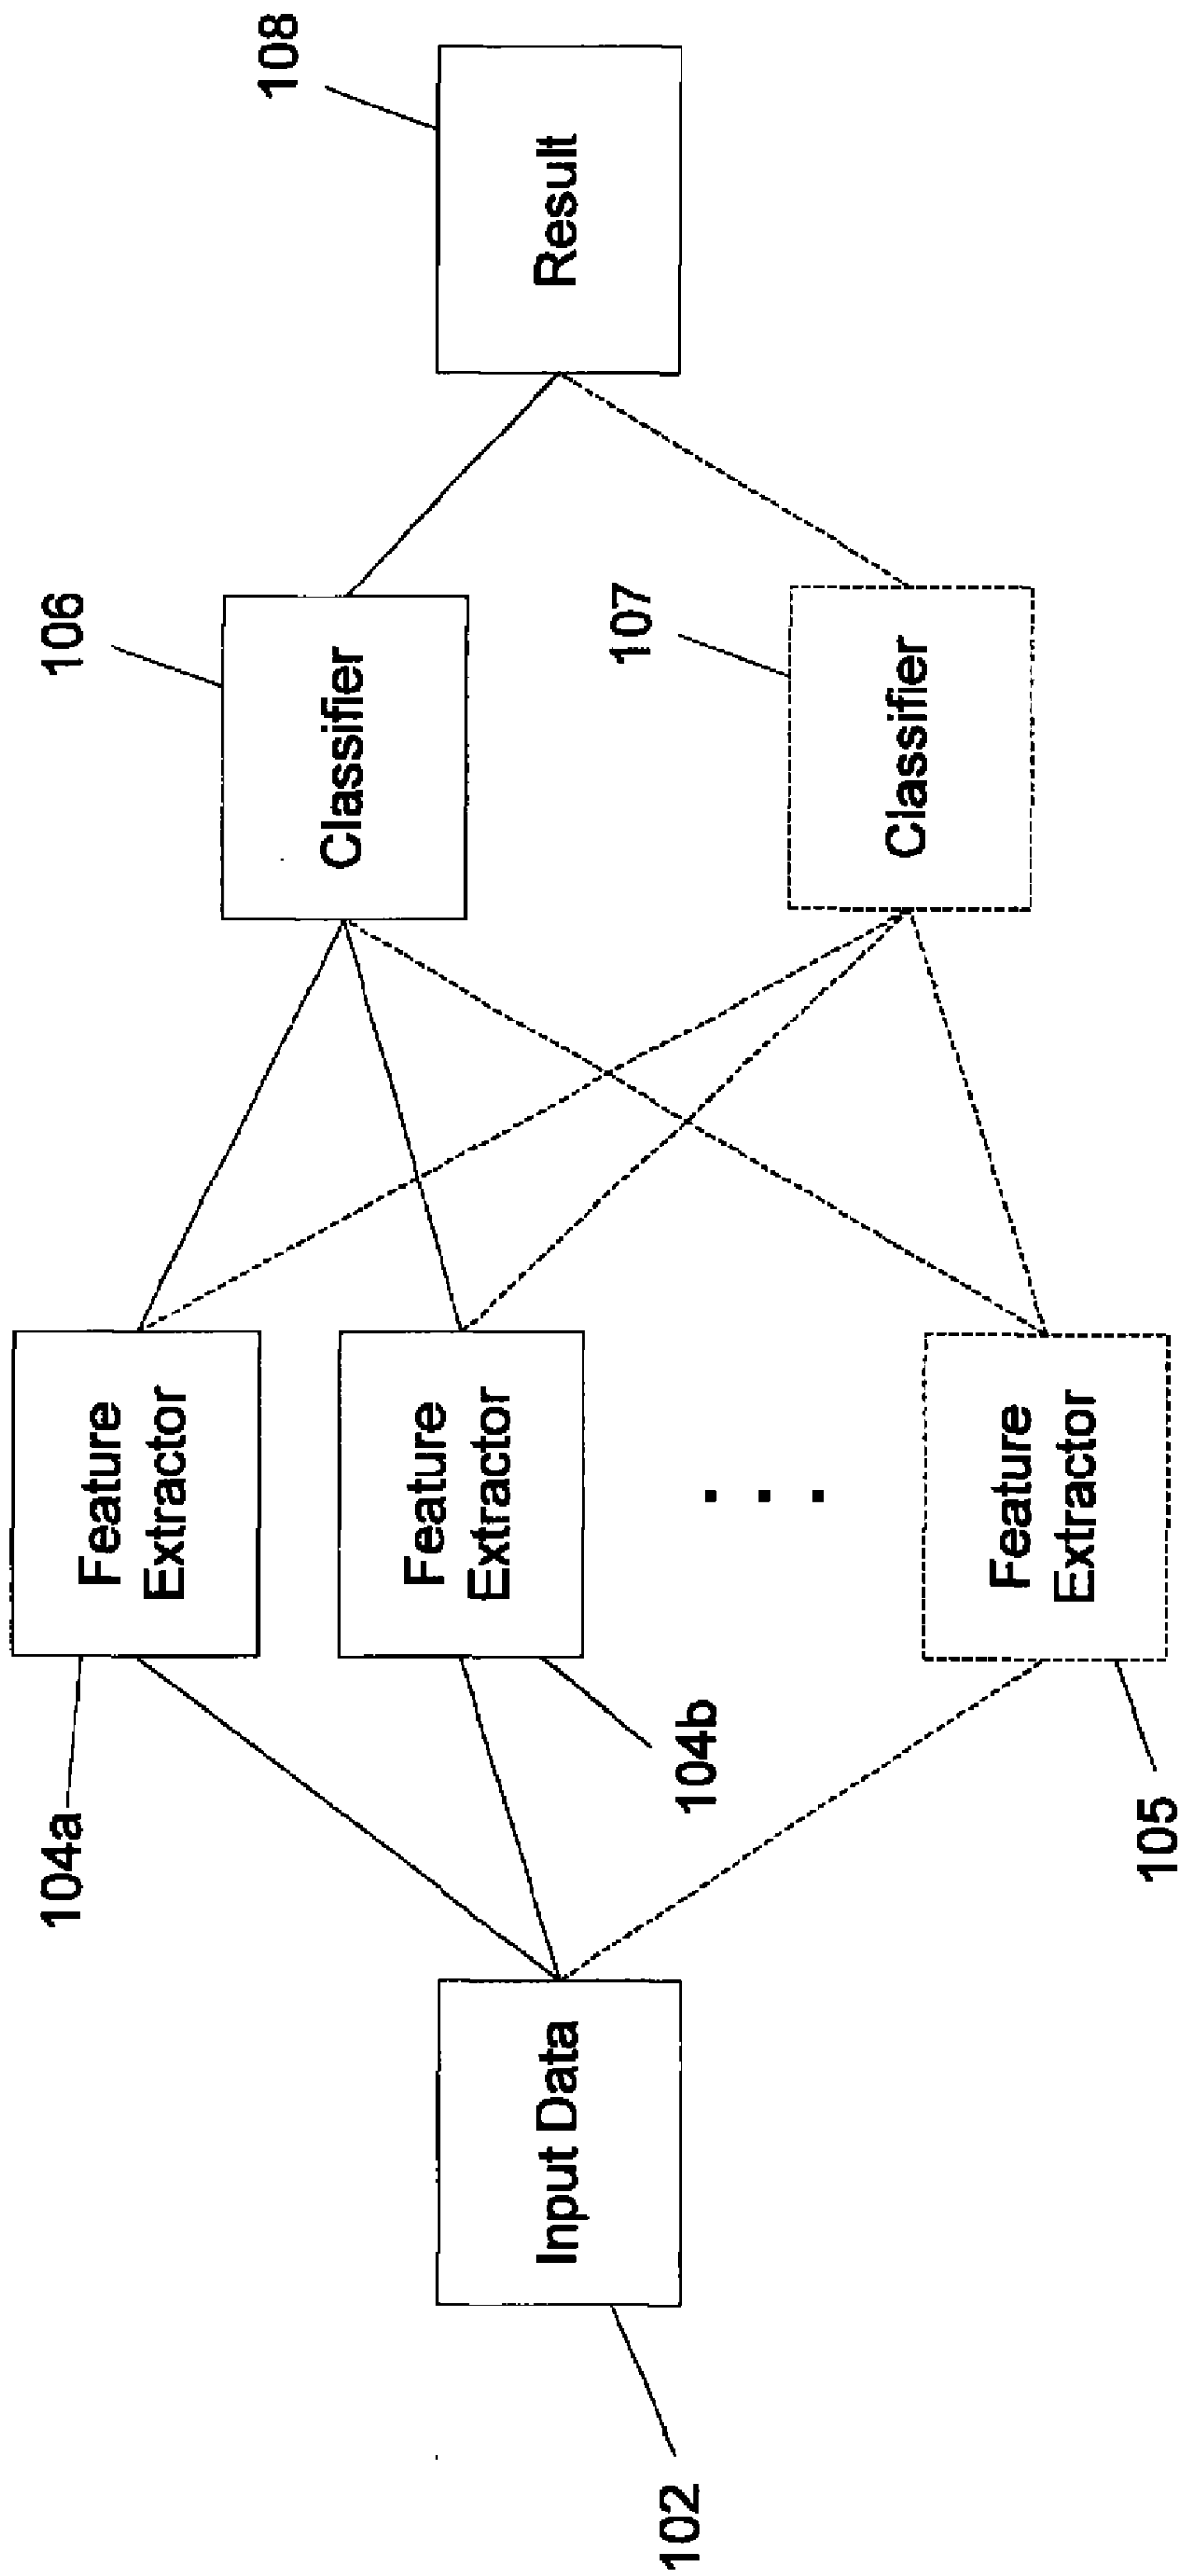 102
Input Data
104a
Feature
Extractor
104b
Feature
Extractor
. . .
105
Feature
Extractor
106
Classifier
107
Classifier
108
Result